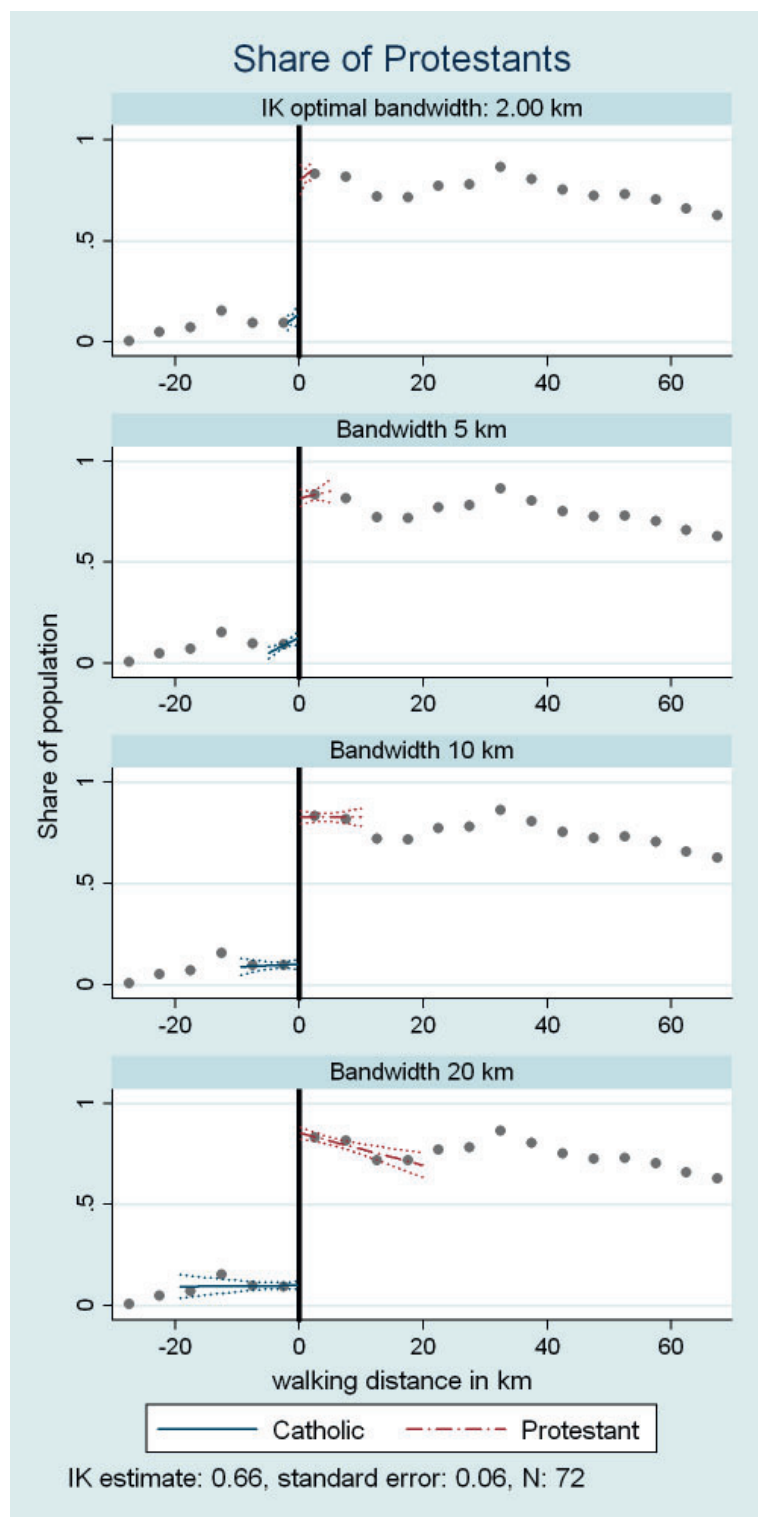 Share of Protestants
IK optimal bandwidth: 2.00 km
1
.5
0
-20 0 20 40 60
Bandwidth 5 km
1
.5
0
-20 0 20 40 60
Share of population
Bandwidth 10 km
1
.5
0
-20 0 20 40 60
Bandwidth 20 km
1
.5
0
-20 0 20 40 60
walking distance in km
Catholic Protestant
IK estimate: 0.66, standard error: 0.06, N: 72